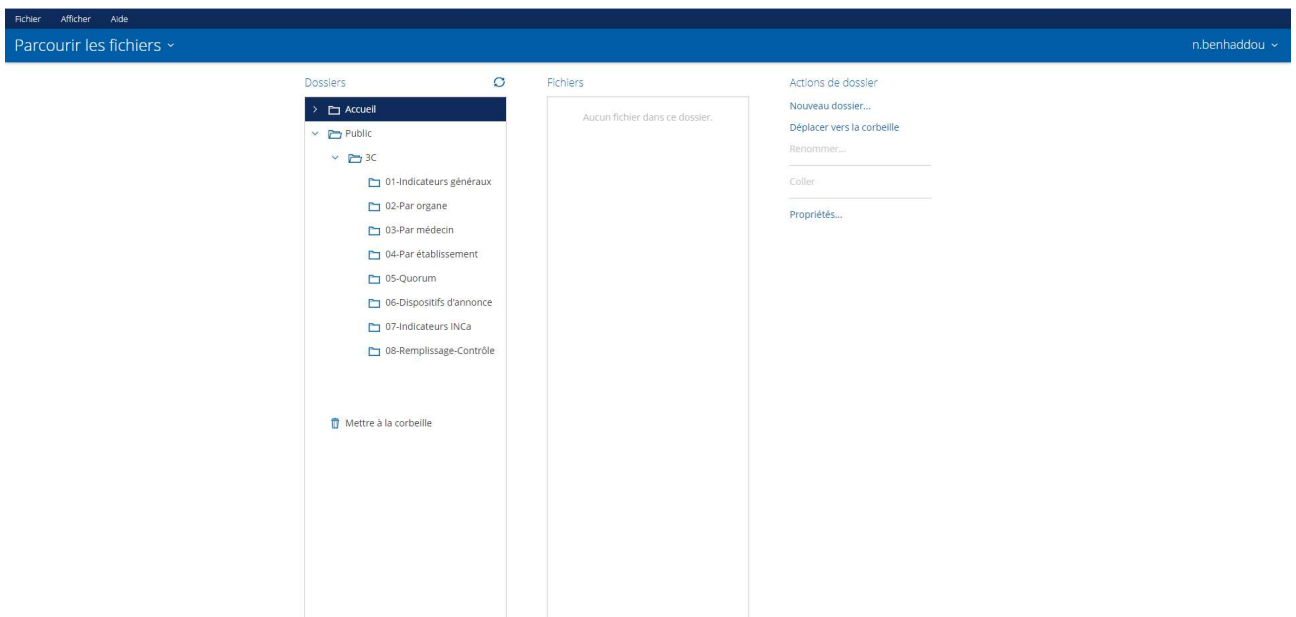 Fichier Afficher Aide
Parcourir les fichiers n.benhaddou
Dossiers Fichiers Actions de dossier
Accueil
Public
3C
01-Indicateurs généraux
02-Par organe
03-Par médecin
04-Par établissement
05-Quorum
06-Dispositifs d'annonce
07-Indicateurs INCa
08-Remplissage-Contrôle
Mettre à la corbeille
Aucun fichier dans ce dossier.
Nouveau dossier...
Déplacer vers la corbeille
Renommer...
Coller
Propriétés...